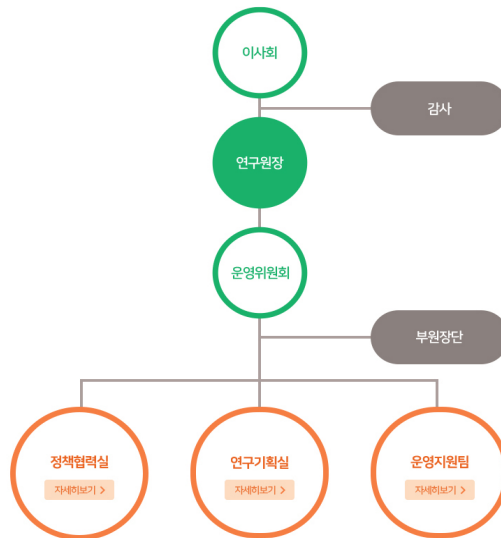 이사회
감사
연구원장
운영위원회
부원장단
정책협력실
자세히보기 >
연구기획실
자세히보기 >
운영지원팀
자세히보기 >